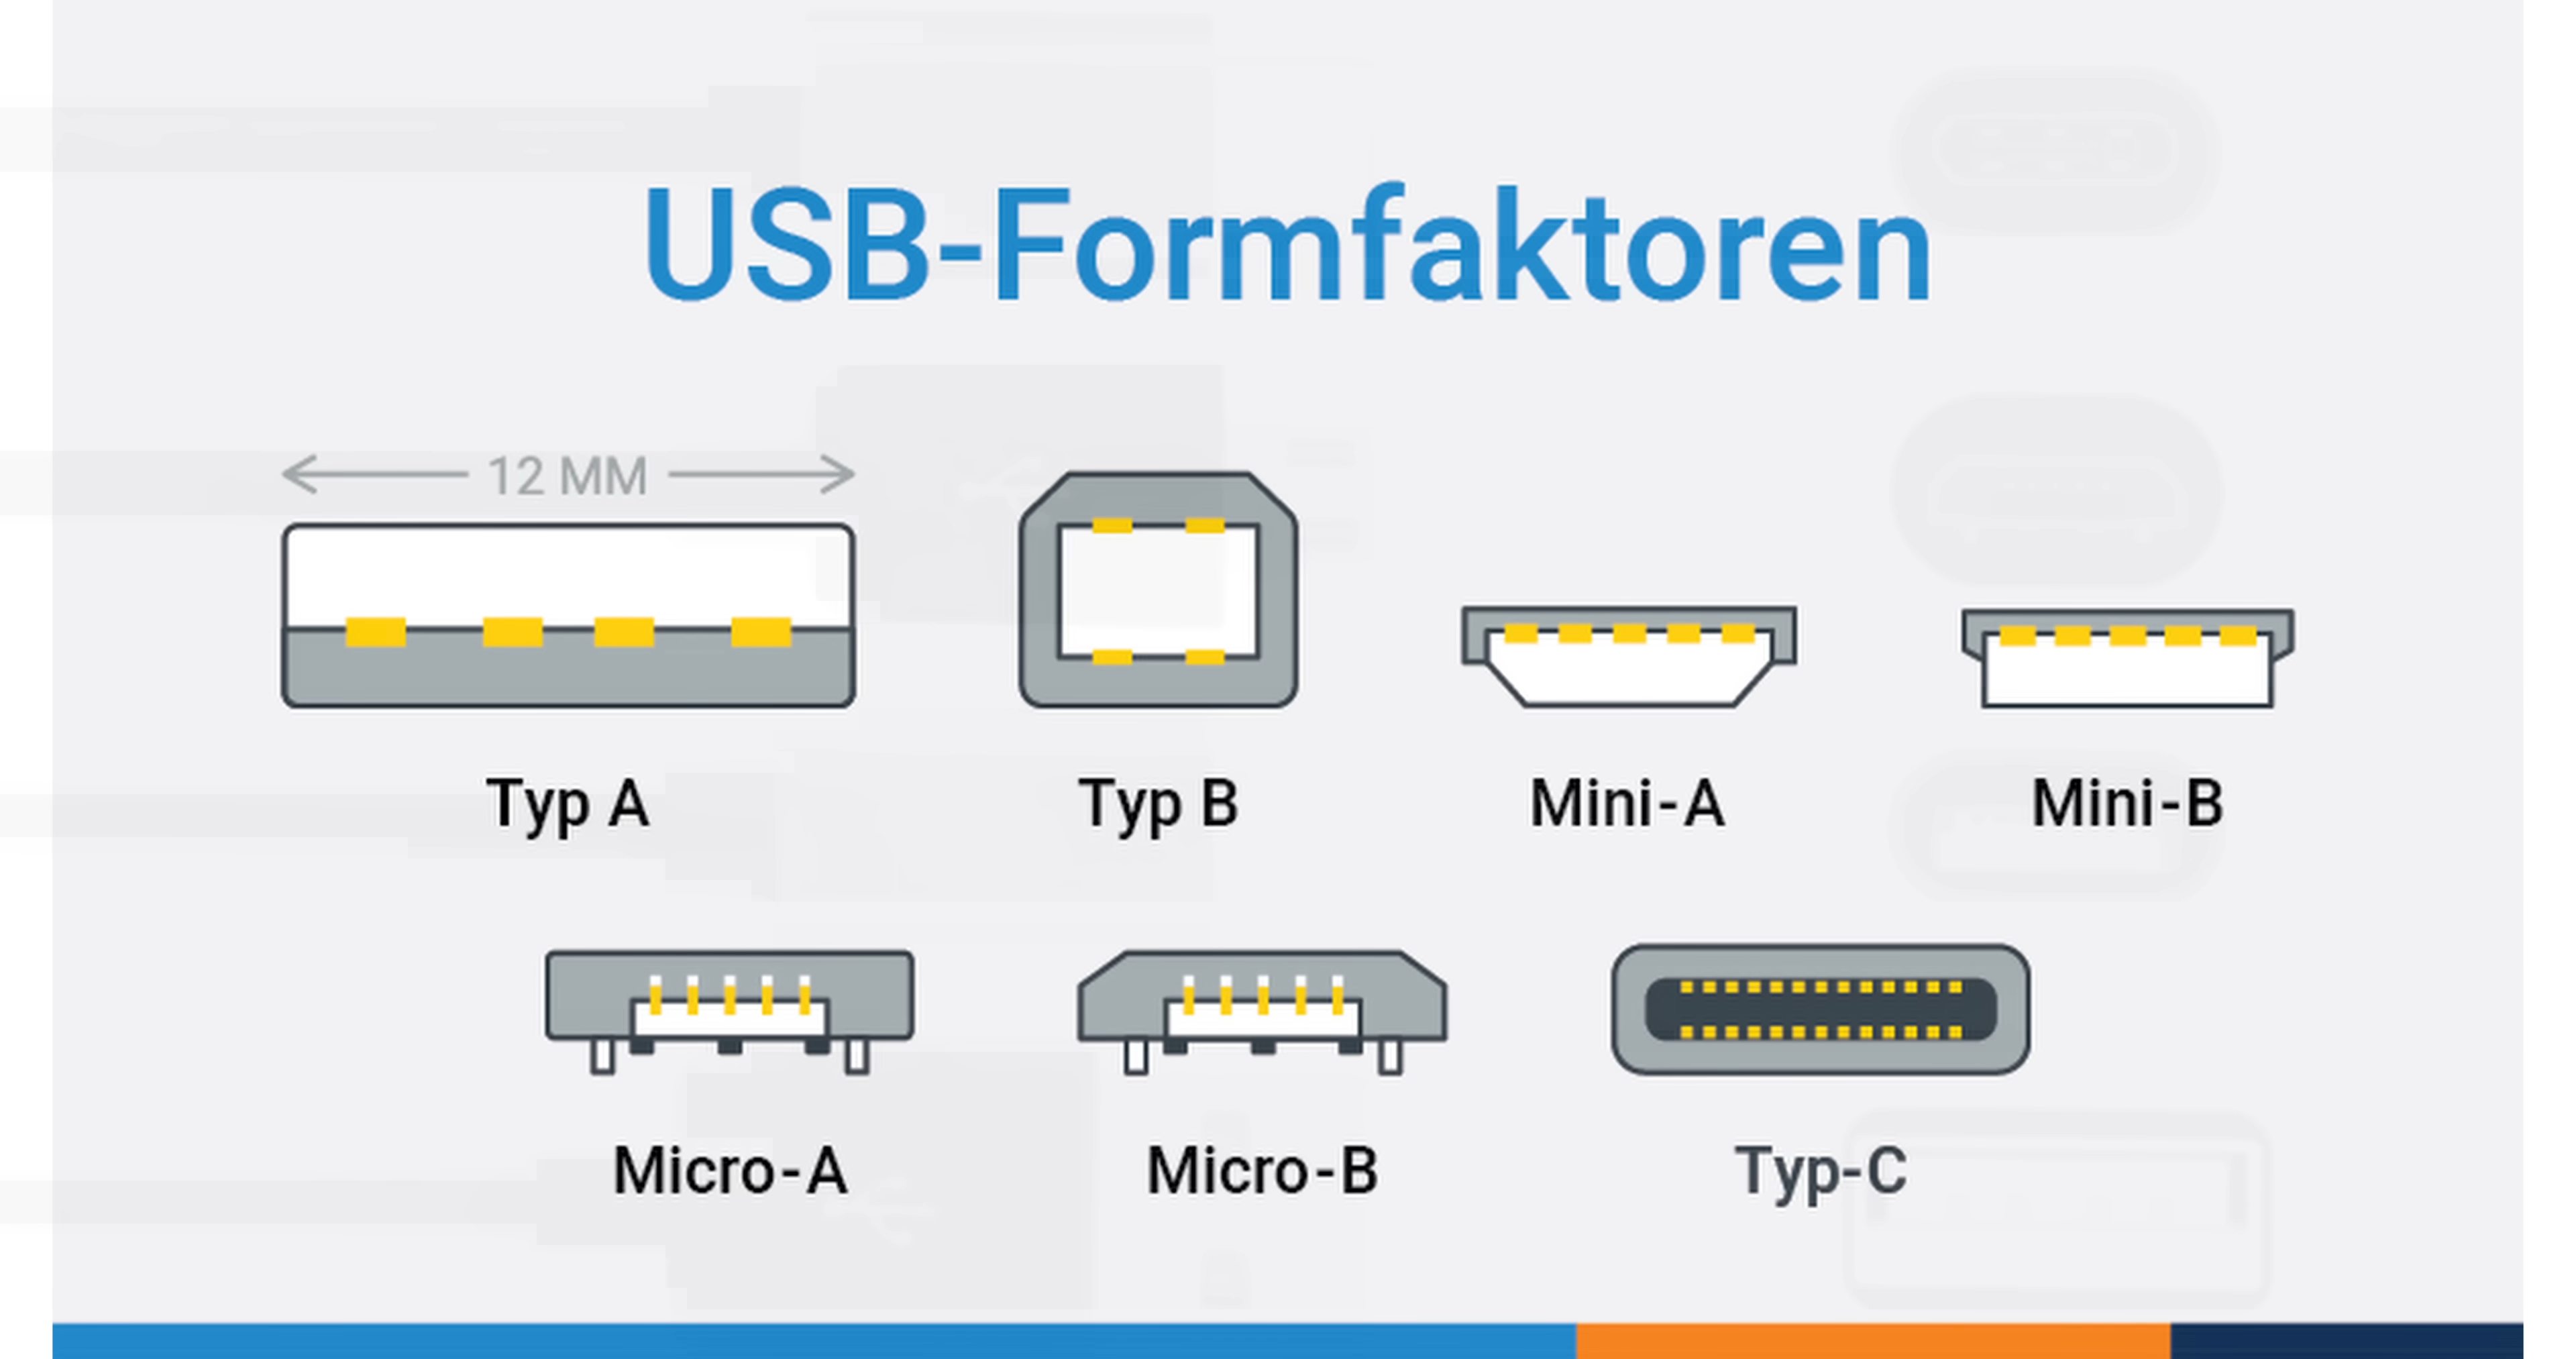 USB-Formfaktoren
12 MM
Typ A
Typ B
Mini-A
Mini-B
Micro-A
Micro-B
Typ-C